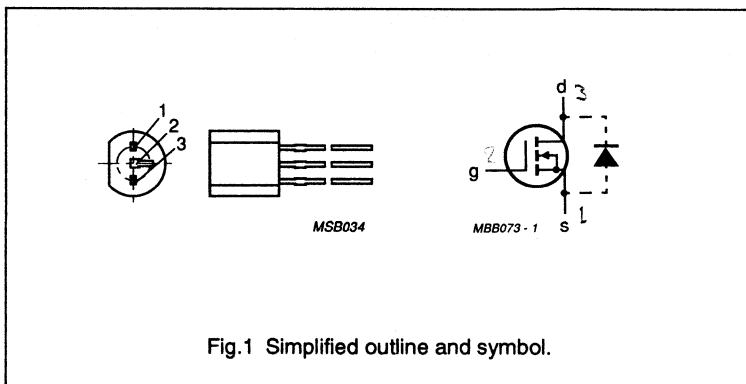 1
2
3
MSB034
d 3
2
g
s 1
MBB073 - 1
Fig.1 Simplified outline and symbol.